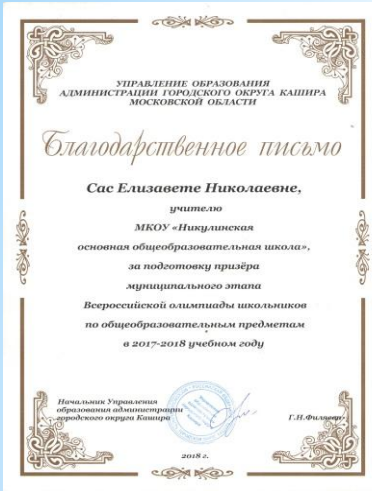 УПРАВЛЕНИЕ ОБРАЗОВАНИЯ
АДМИНИСТРАЦИИ ГОРОДСКОГО ОКРУГА КАШИРА
МОСКОВСКОЙ ОБЛАСТИ
Благодарственное письмо
Сас Елизавете Николаевне,
учителю
МКОУ «Никулинская
основная общеобразовательная школа»,
за подготовку призёра
муниципального этапа
Всероссийской олимпиады школьников
по общеобразовательным предметам
в 2017-2018 учебном году
Начальник Управления
образования администрации
городского округа Кашира
Г.Н.
2018 г.